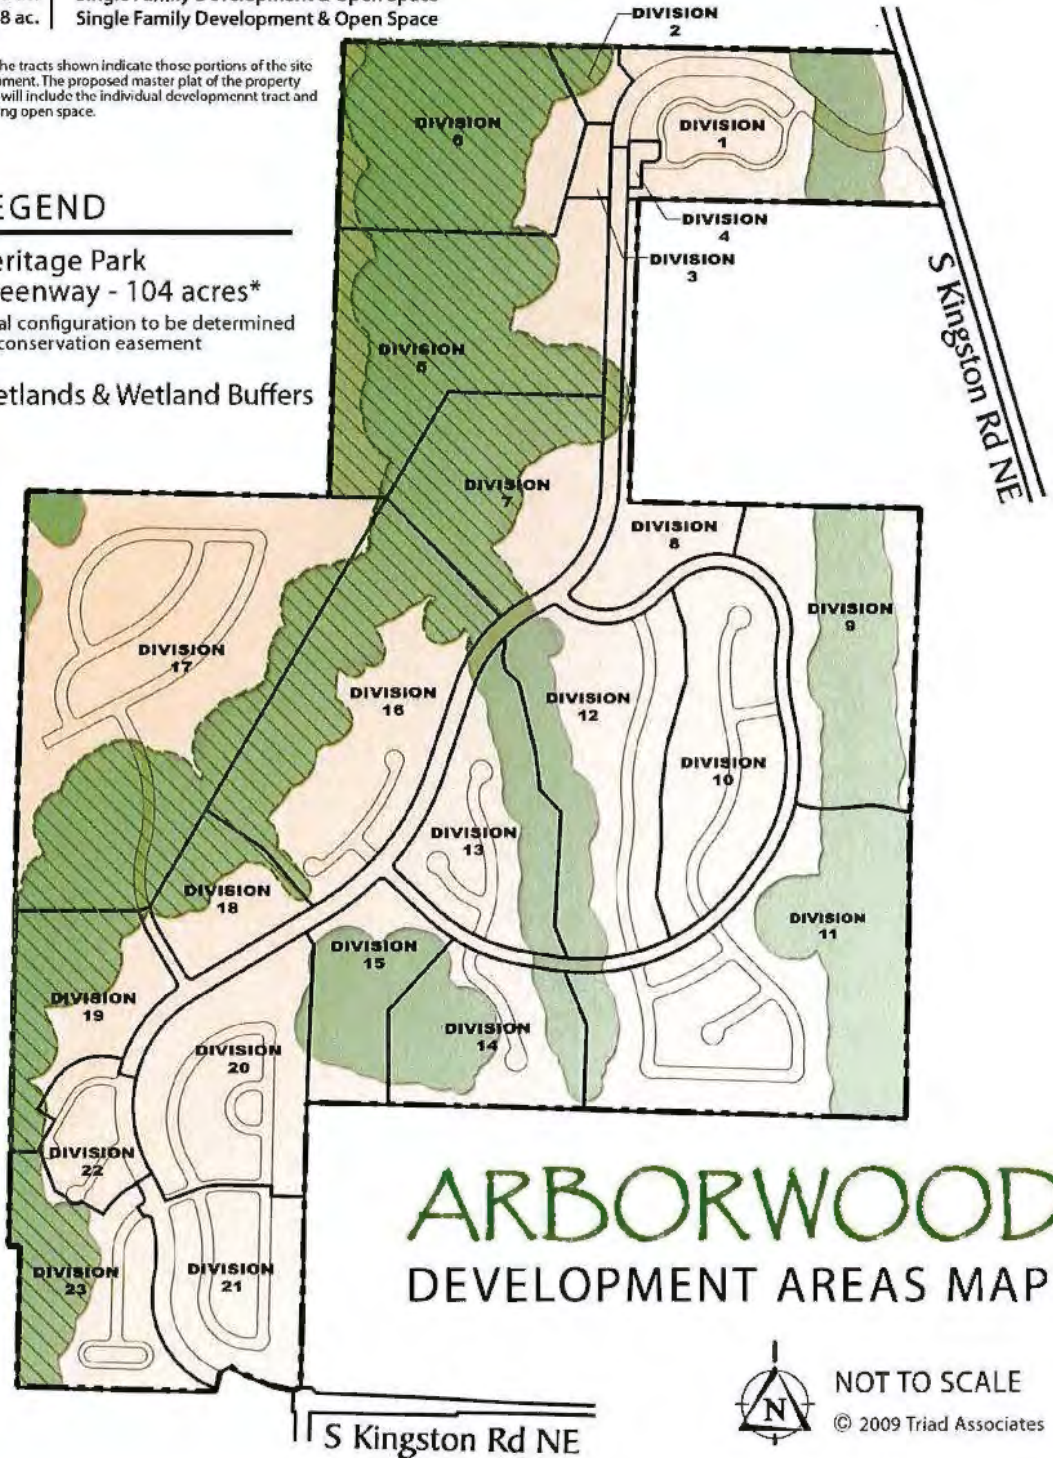 8 ac. Single Family Development & Open Space
he tracts shown indicate those portions of the site
ment. The proposed master plat of the property
will include the individual developmennt tract and
ng open space.
EGEND
eritage Park
eenway - 104 acres*
al configuration to be determined
conservation easement
etlands & Wetland Buffers
DIVISION
2
DIVISION
6
DIVISION
1
DIVISION
4
DIVISION
3
S Kingston Rd NE
DIVISION
5
DIVISION
7
DIVISION
8
DIVISION
9
DIVISION
17
DIVISION
16
DIVISION
12
DIVISION
10
DIVISION
13
DIVISION
18
DIVISION
11
DIVISION
15
DIVISION
19
DIVISION
14
DIVISION
20
DIVISION
22
DIVISION
23
DIVISION
21
ARBORWOOD
DEVELOPMENT AREAS MAP
N
NOT TO SCALE
© 2009 Triad Associates
S Kingston Rd NE